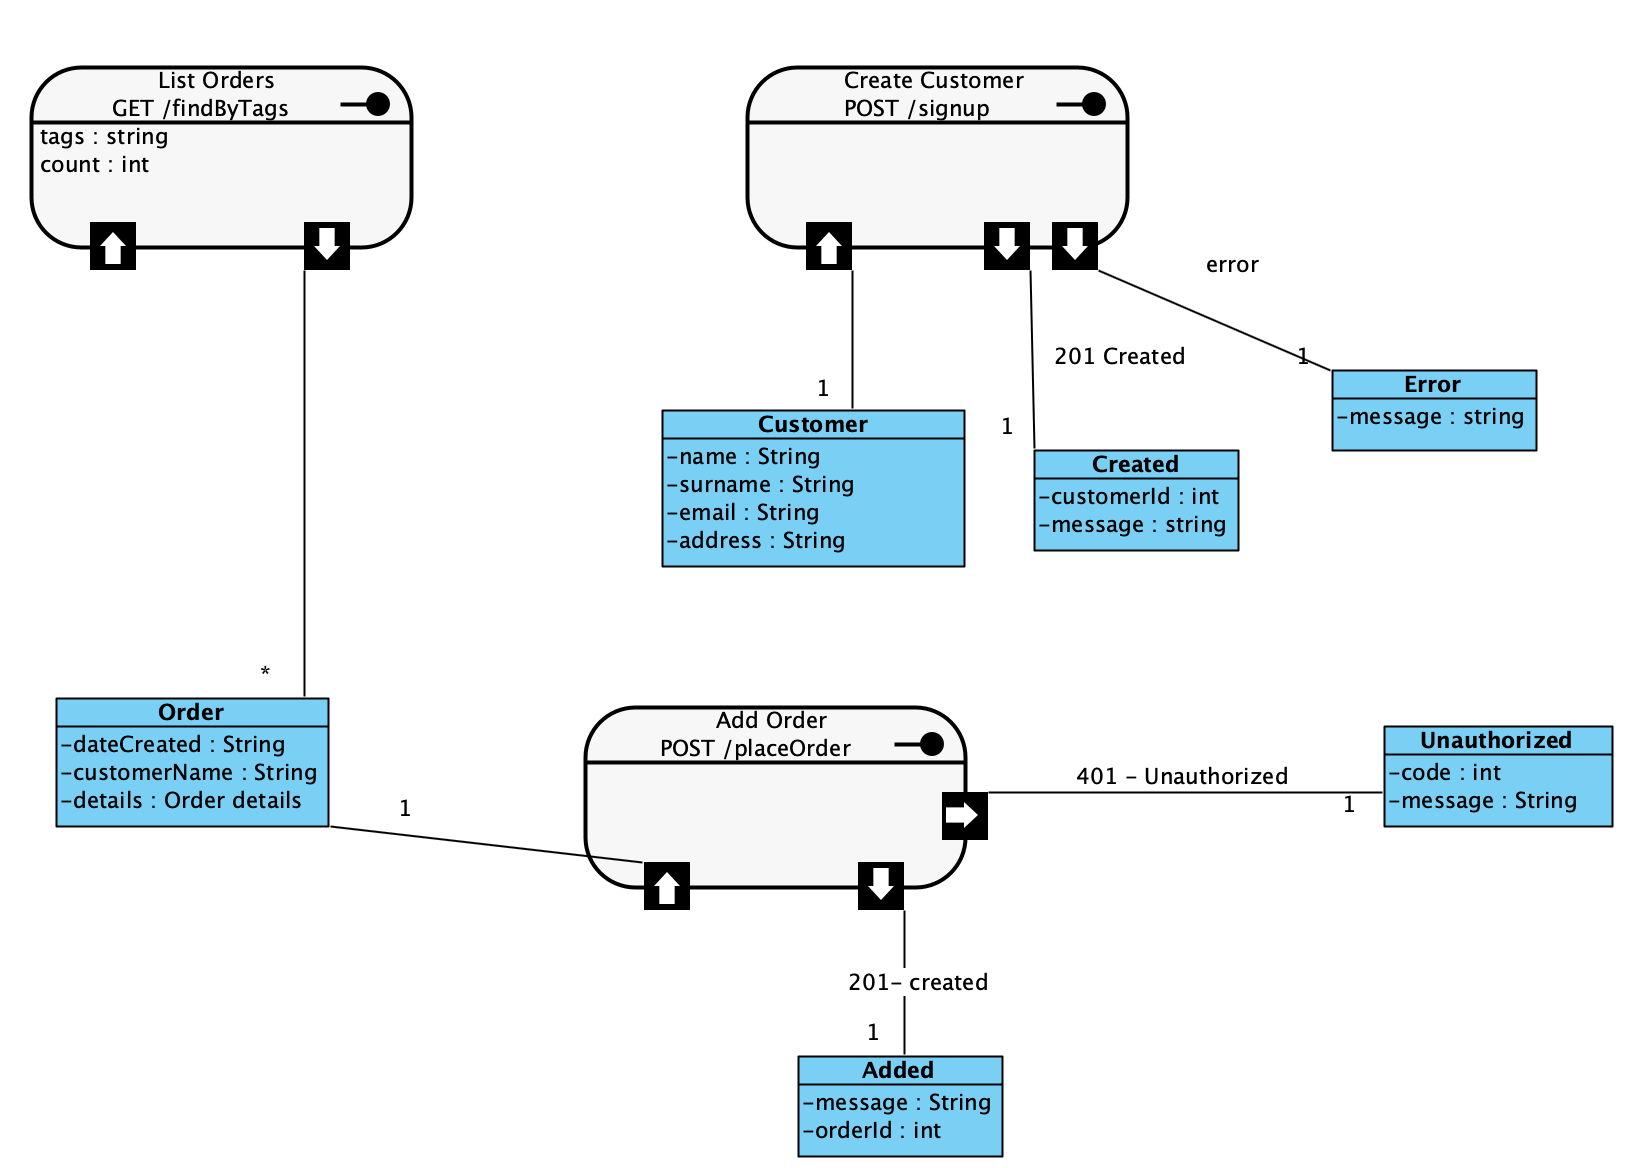 List Orders
GET /findByTags
tags : string
count : int
Create Customer
POST /signup
error
201 Created
1
1
1
Error
-message : string
Customer
-name : String
-surname : String
-email : String
-address : String
Created
-customerId : int
-message : string
*
Order
-dateCreated : String
-customerName : String
-details : Order details
1
Add Order
POST /placeOrder
401 - Unauthorized
1
Unauthorized
-code : int
-message : String
201- created
1
Added
-message : String
-orderId : int